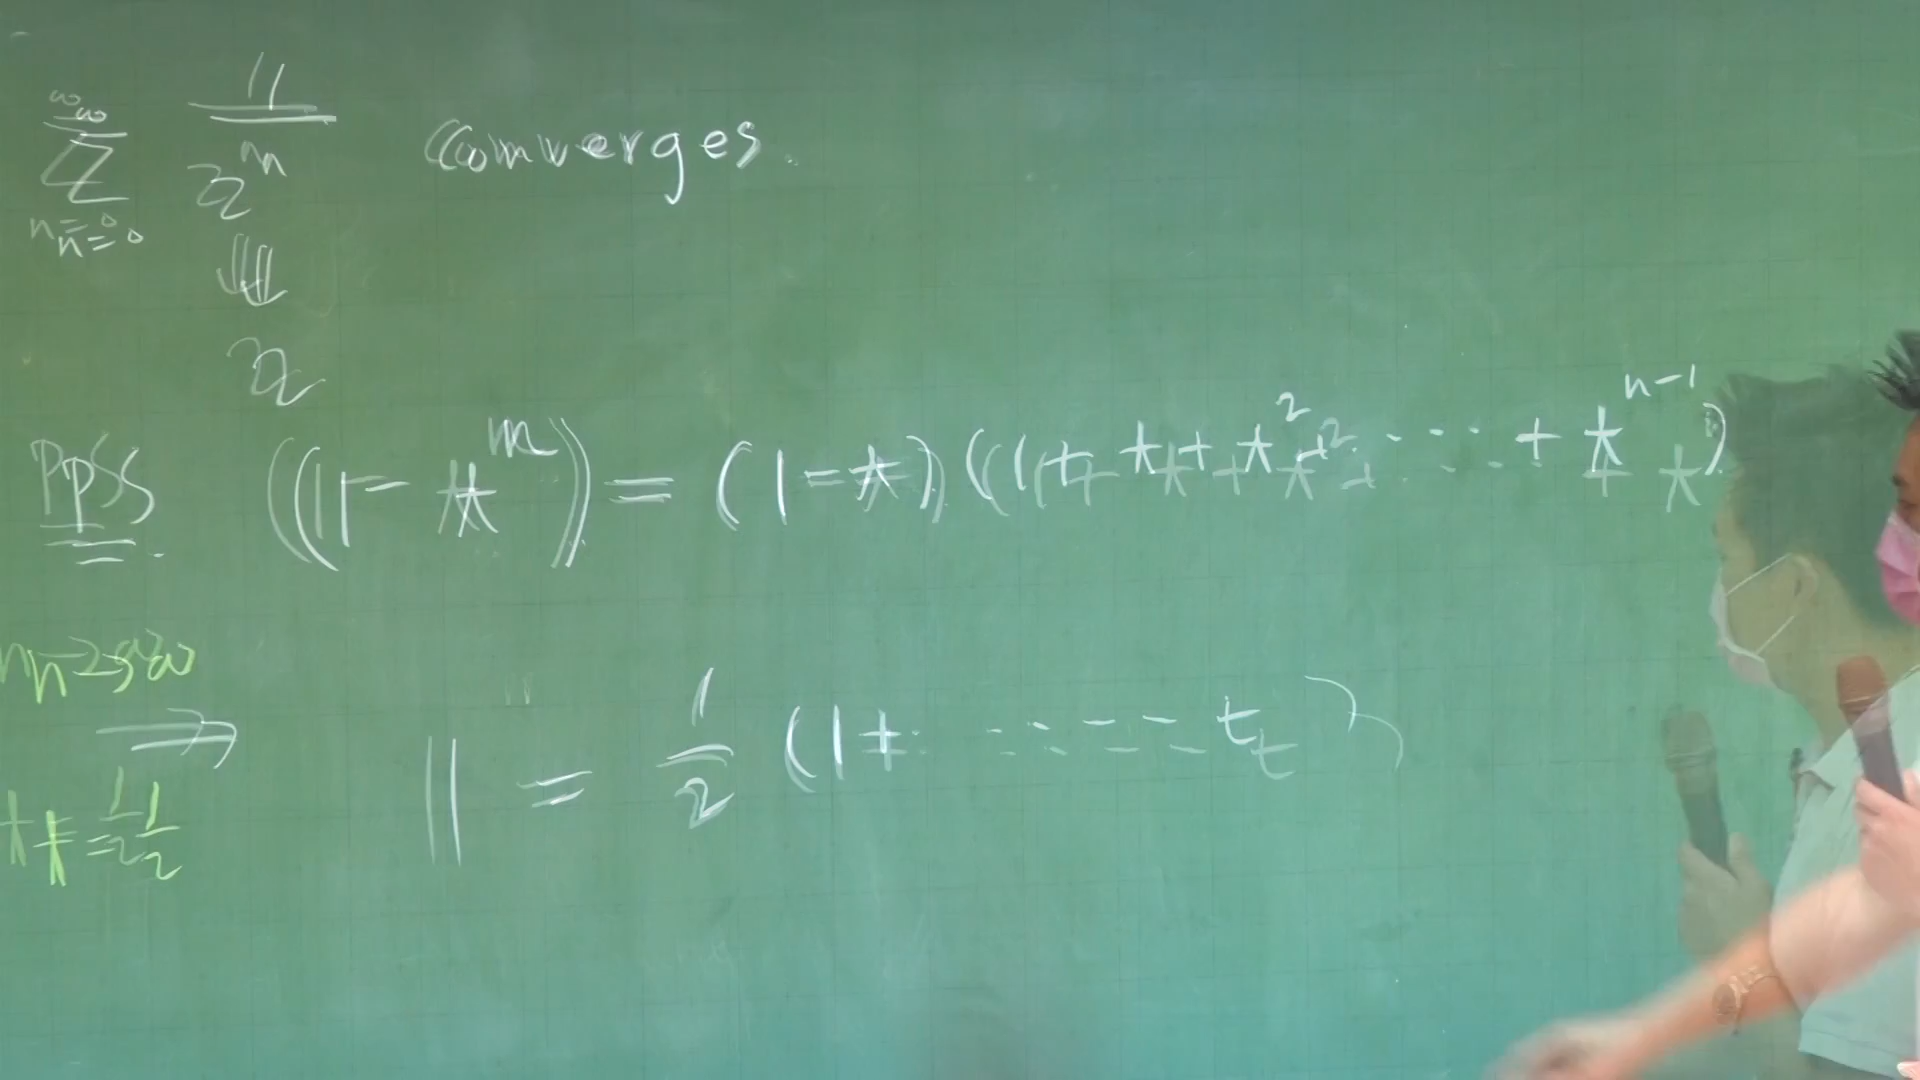 ∑_{n=0}^{∞} 1/2^n converges.
⇓
2
Pf. (1-x^n) = (1-x)(1+x+x^2+ ⋯ +x^{n-1})
n→∞
⟹ 1 = 1/2 (1+ ⋯ )
x=1/2